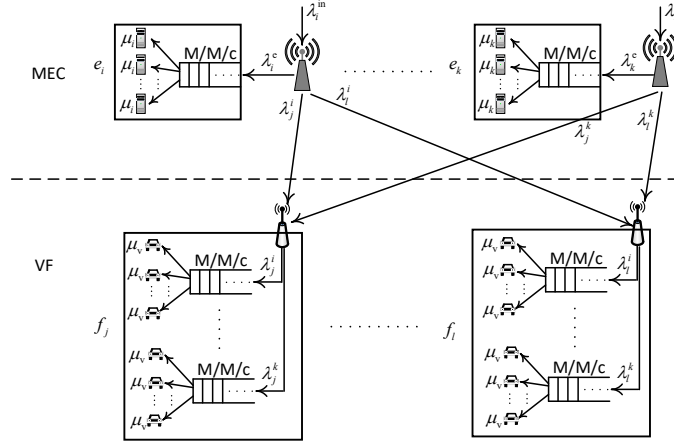 λ_i^in
λ
MEC
e_i
μ_i
μ_i
μ_i
M/M/c
λ_i^e
λ_j^i
λ_l^i
e_k
μ_k
μ_k
μ_k
M/M/c
λ_k^e
λ_j^k
λ_l^k
VF
f_j
μ_v
μ_v
μ_v
M/M/c
λ_j^i
μ_v
μ_v
μ_v
M/M/c
λ_j^k
f_l
μ_v
μ_v
μ_v
M/M/c
λ_l^i
μ_v
μ_v
μ_v
M/M/c
λ_l^k